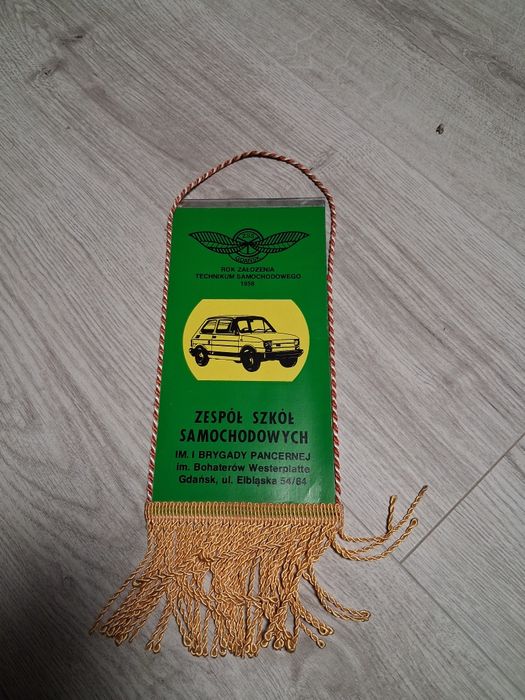 GDAŃSK
ROK ZAŁOŻENIA
TECHNIKUM SAMOCHODOWEGO
1958
ZESPÓŁ SZKÓŁ
SAMOCHODOWYCH
IM. I BRYGADY PANCERNEJ
im. Bohaterów Westerplatte
Gdańsk, ul. Elbląska 54/64